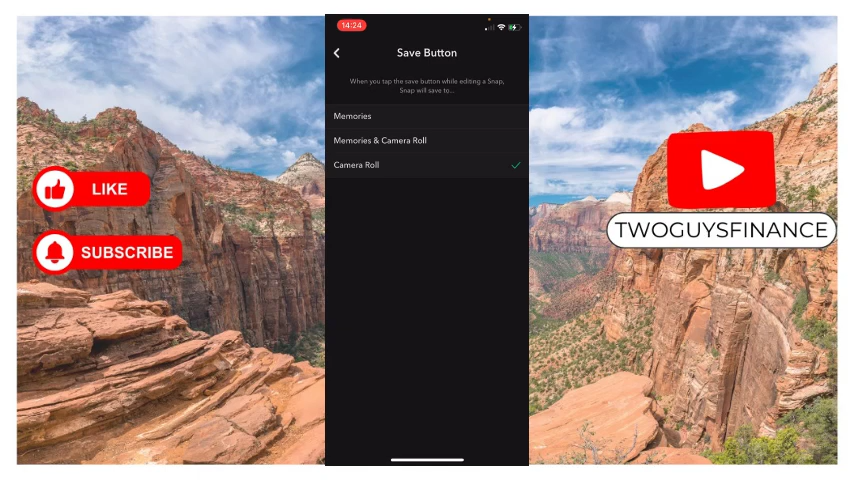 14:24
Save Button
When you tap the save button while editing a Snap,
Snap will save to...
Memories
Memories & Camera Roll
Camera Roll
LIKE
SUBSCRIBE
TWOGUYSFINANCE